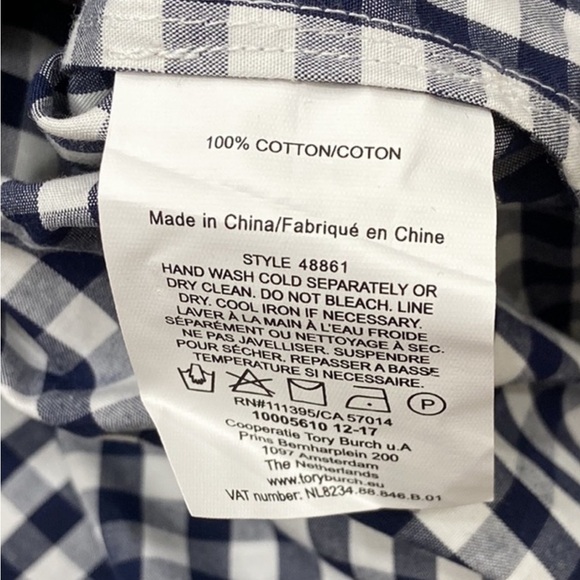 100% COTTON/COTON
Made in China/Fabriqué en Chine
STYLE 48861
HAND WASH COLD SEPARATELY OR
DRY CLEAN. DO NOT BLEACH. LINE
DRY. COOL IRON IF NECESSARY.
LAVER À LA MAIN À L'EAU FROIDE
SÉPARÉMENT OU NETTOYAGE À SEC.
NE PAS JAVELLISER. SUSPENDRE
POUR SÉCHER, REPASSER A BASSE
TEMPERATURE SI NECESSAIRE.
P
RN#111395/CA 57014
10005610 12-17
Cooperatie Tory Burch u.A
Prins Bernharplein 200
1097 Amsterdam
The Netherlands
www.toryburch.eu
VAT number: NL8234.88.846.B.01